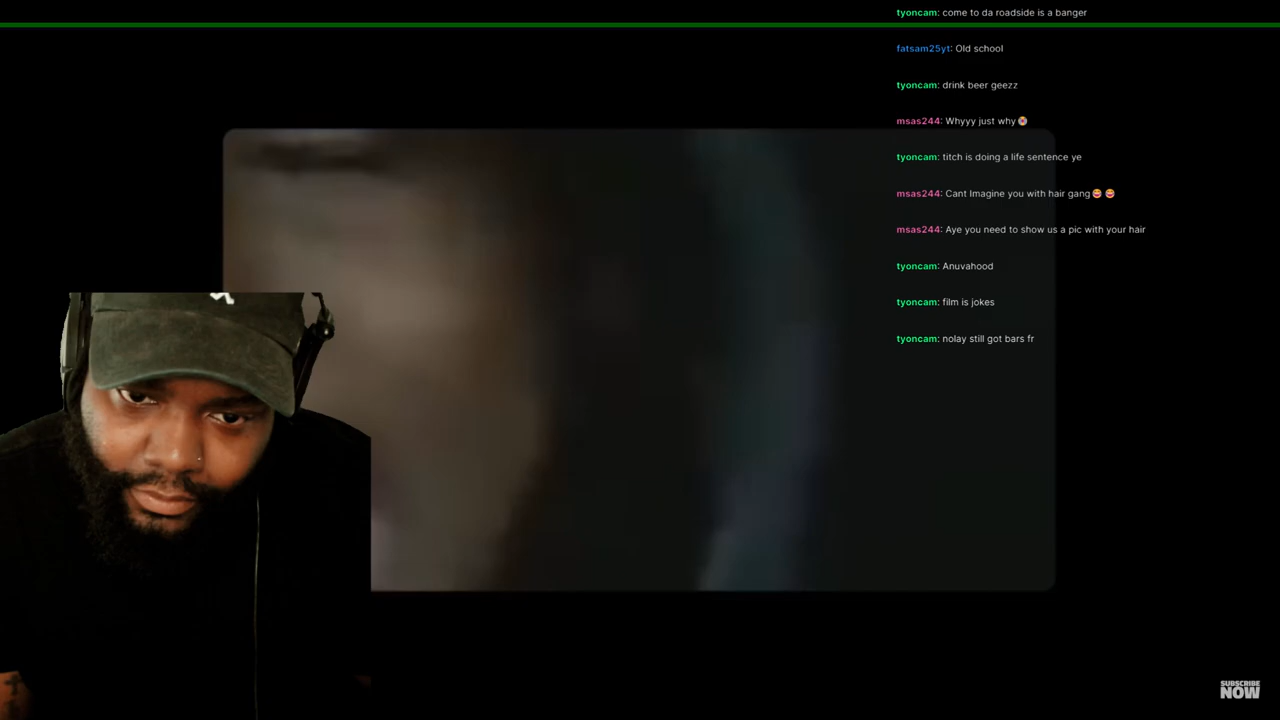 tyoncam: come to da roadside is a banger
fatsam25yt: Old school
tyoncam: drink beer geezz
msas244: Whyyy just why
tyoncam: titch is doing a life sentence ye
msas244: Cant Imagine you with hair gang
msas244: Aye you need to show us a pic with your hair
tyoncam: Anuvahood
tyoncam: film is jokes
tyoncam: nolay still got bars fr
SUBSCRIBE
NOW